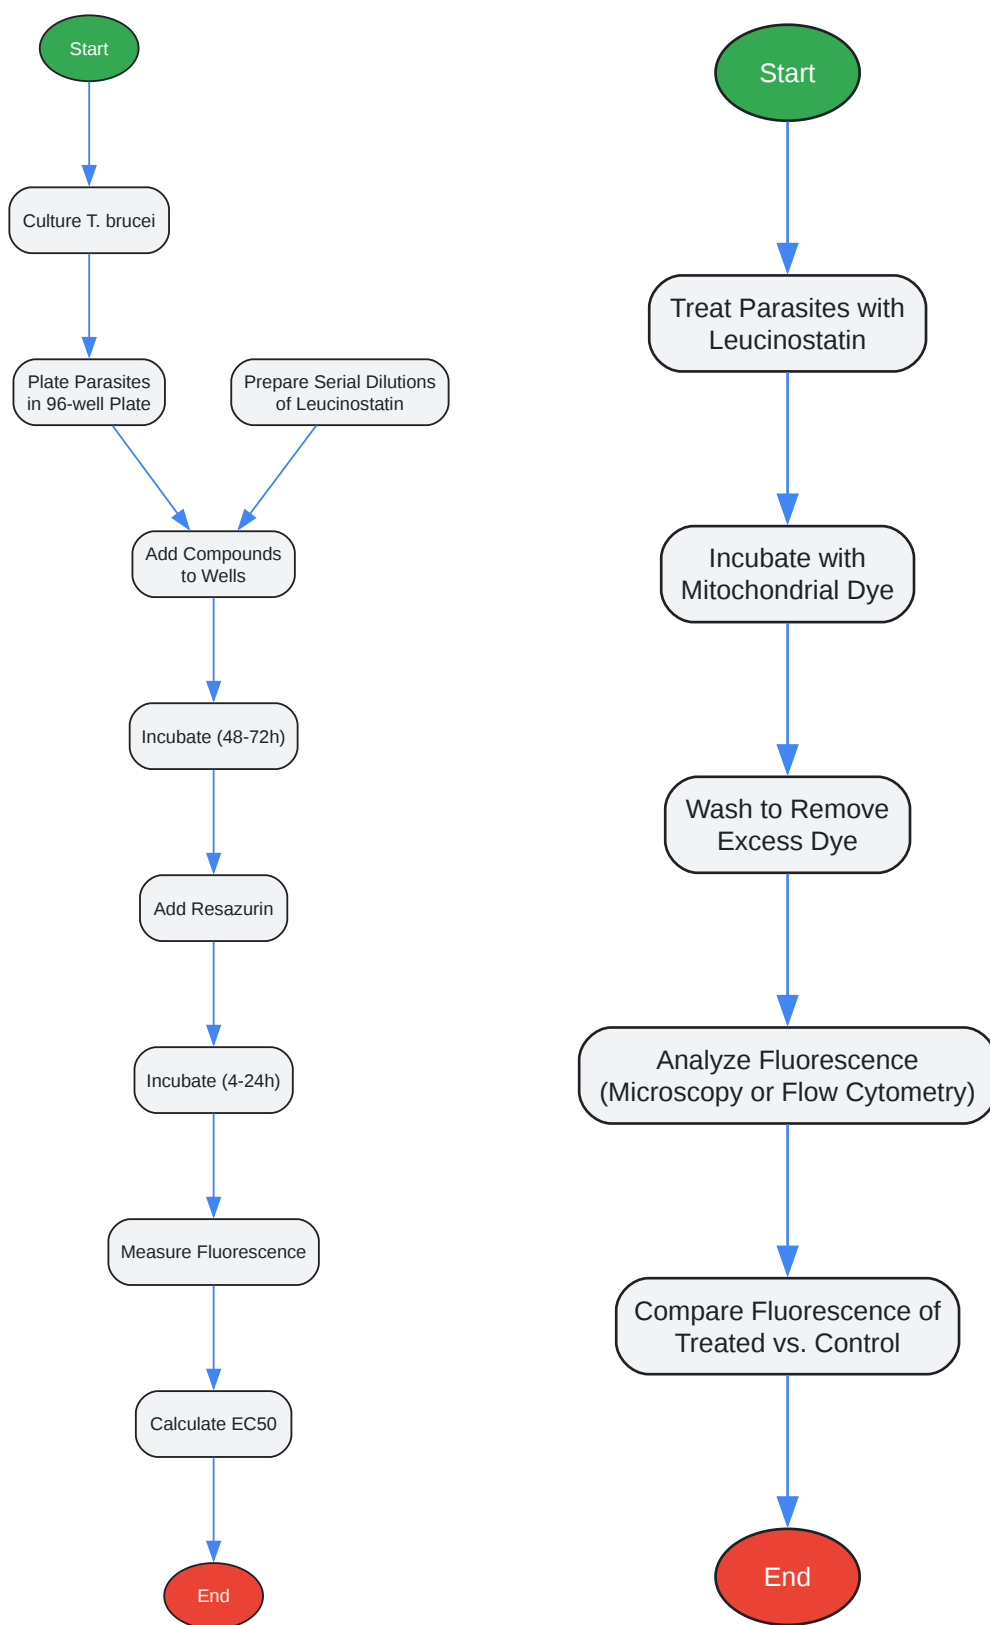 Start
Culture T. brucei
Plate Parasites
in 96-well Plate
Prepare Serial Dilutions
of Leucinostatin
Add Compounds
to Wells
Incubate (48-72h)
Add Resazurin
Incubate (4-24h)
Measure Fluorescence
Calculate EC50
End
Start
Treat Parasites with
Leucinostatin
Incubate with
Mitochondrial Dye
Wash to Remove
Excess Dye
Analyze Fluorescence
(Microscopy or Flow Cytometry)
Compare Fluorescence of
Treated vs. Control
End